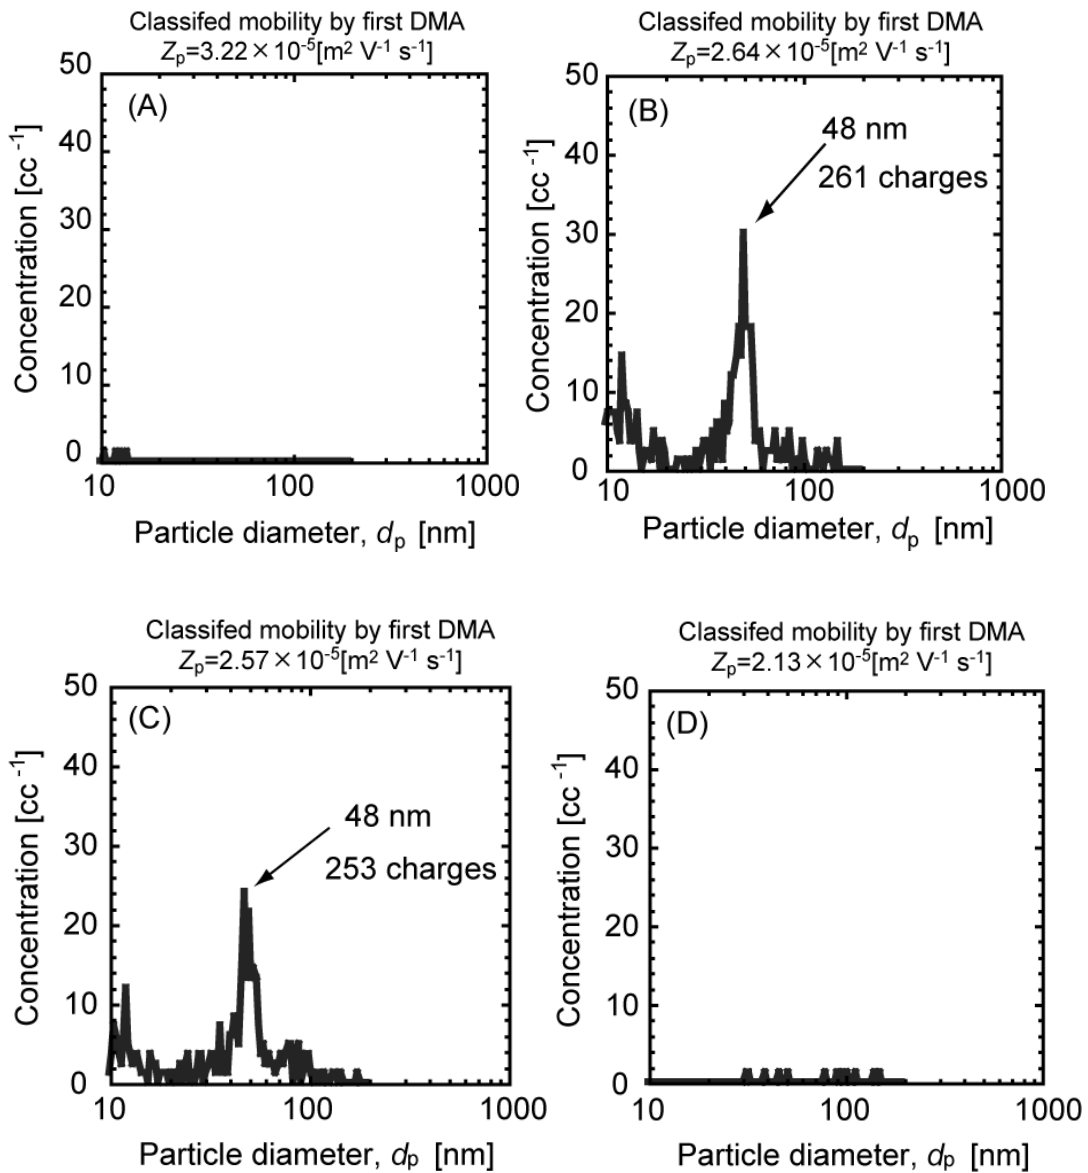 Classifed mobility by first DMA
Zp=3.22×10-5[m2 V-1 s-1]
(A)
50
40
30
20
10
0
Concentration [cc -1]
10 100 1000
Particle diameter, dp [nm]
Classifed mobility by first DMA
Zp=2.64×10-5[m2 V-1 s-1]
(B)
48 nm
261 charges
50
40
30
20
10
0
Concentration [cc -1]
10 100 1000
Particle diameter, dp [nm]
Classifed mobility by first DMA
Zp=2.57×10-5[m2 V-1 s-1]
(C)
48 nm
253 charges
50
40
30
20
10
0
Concentration [cc -1]
10 100 1000
Particle diameter, dp [nm]
Classifed mobility by first DMA
Zp=2.13×10-5[m2 V-1 s-1]
(D)
50
40
30
20
10
0
Concentration [cc -1]
10 100 1000
Particle diameter, dp [nm]